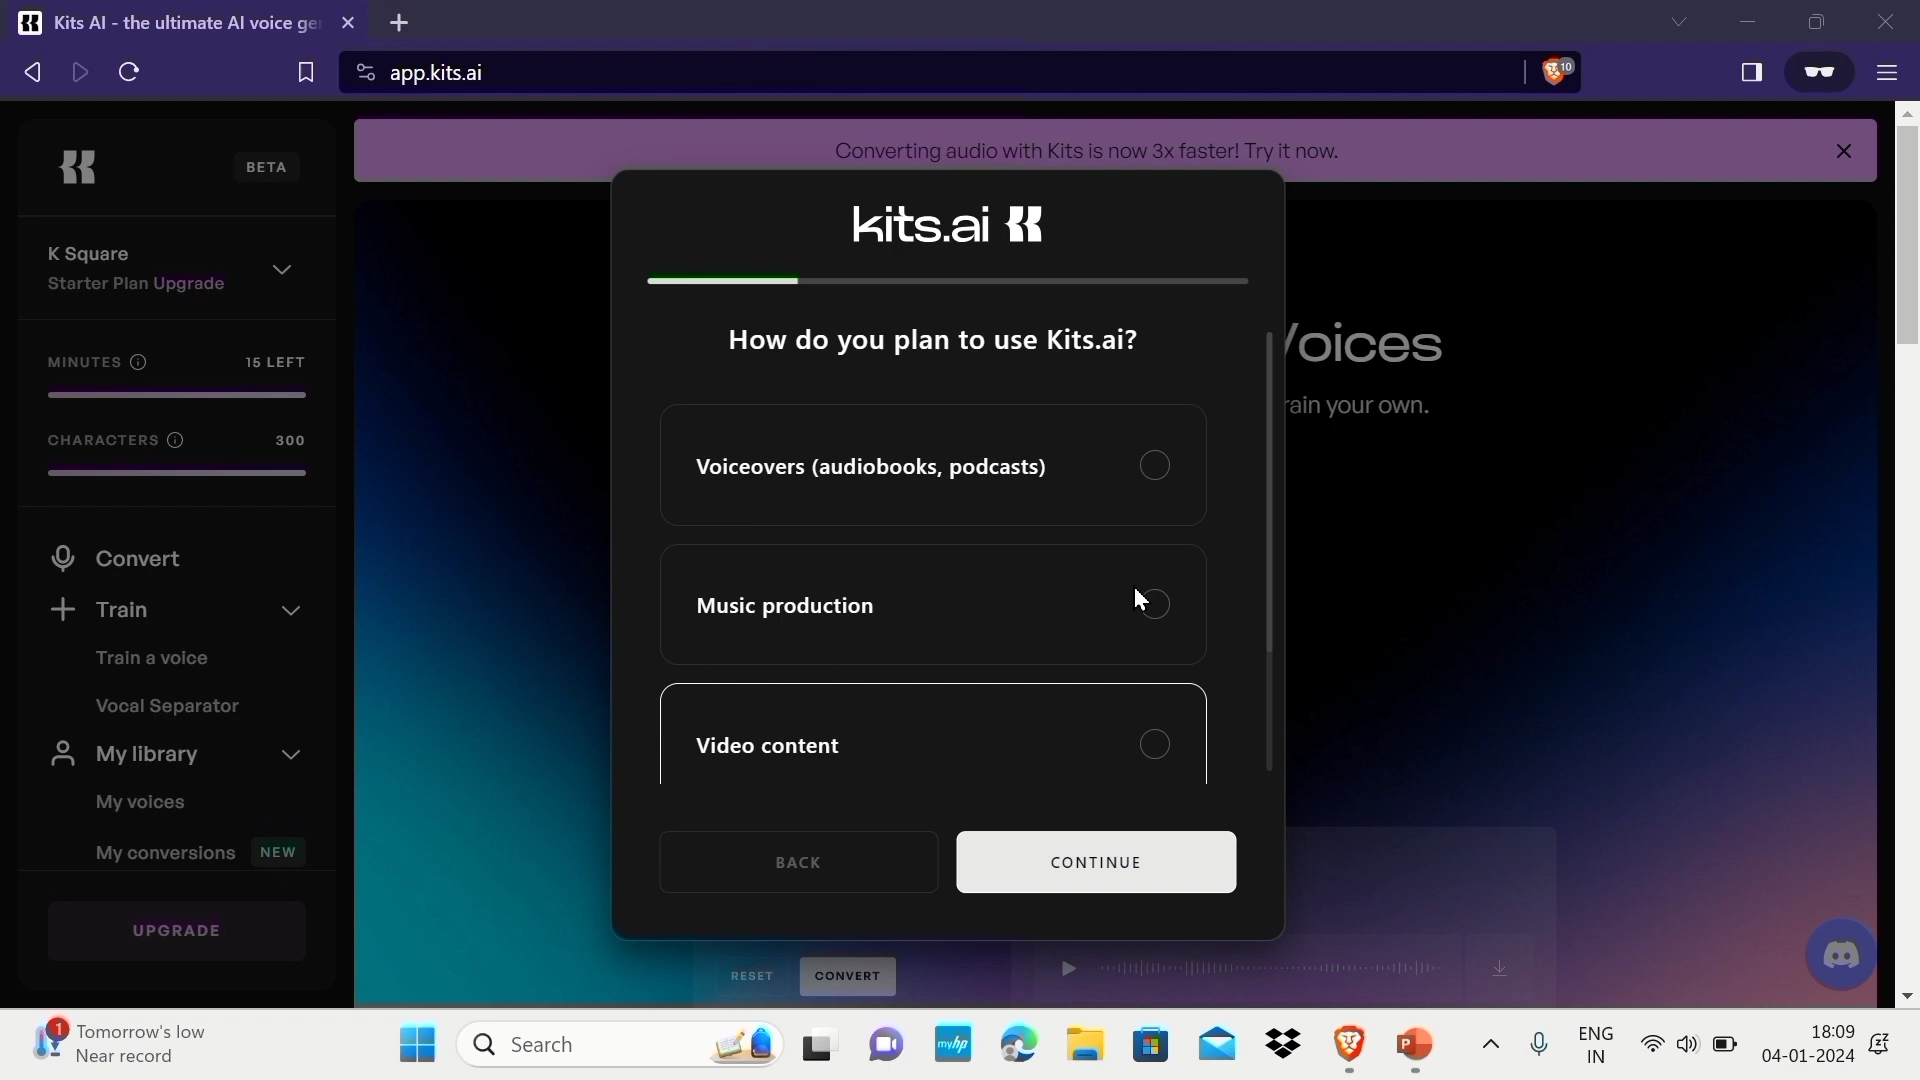 Kits AI - the ultimate AI voice ge
app.kits.ai
10
BETA
K Square
Starter Plan Upgrade
MINUTES
15 LEFT
CHARACTERS
300
Convert
Train
Train a voice
Vocal Separator
My library
My voices
My conversions NEW
UPGRADE
Converting audio with Kits is now 3x faster! Try it now.
kits.ai
How do you plan to use Kits.ai?
Voiceovers (audiobooks, podcasts)
Music production
Video content
BACK
CONTINUE
Voices
rain your own.
RESET
CONVERT
1
Tomorrow's low
Near record
Search
myhp
P
ENG
IN
18:09
04-01-2024